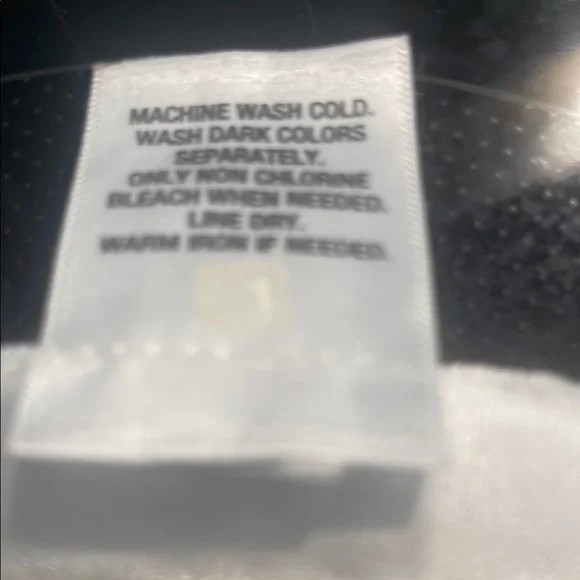 MACHINE WASH COLD.
WASH DARK COLORS
SEPARATELY.
ONLY NON CHLORINE
BLEACH WHEN NEEDED.
LINE DRY.
WARM IRON IF NEEDED.